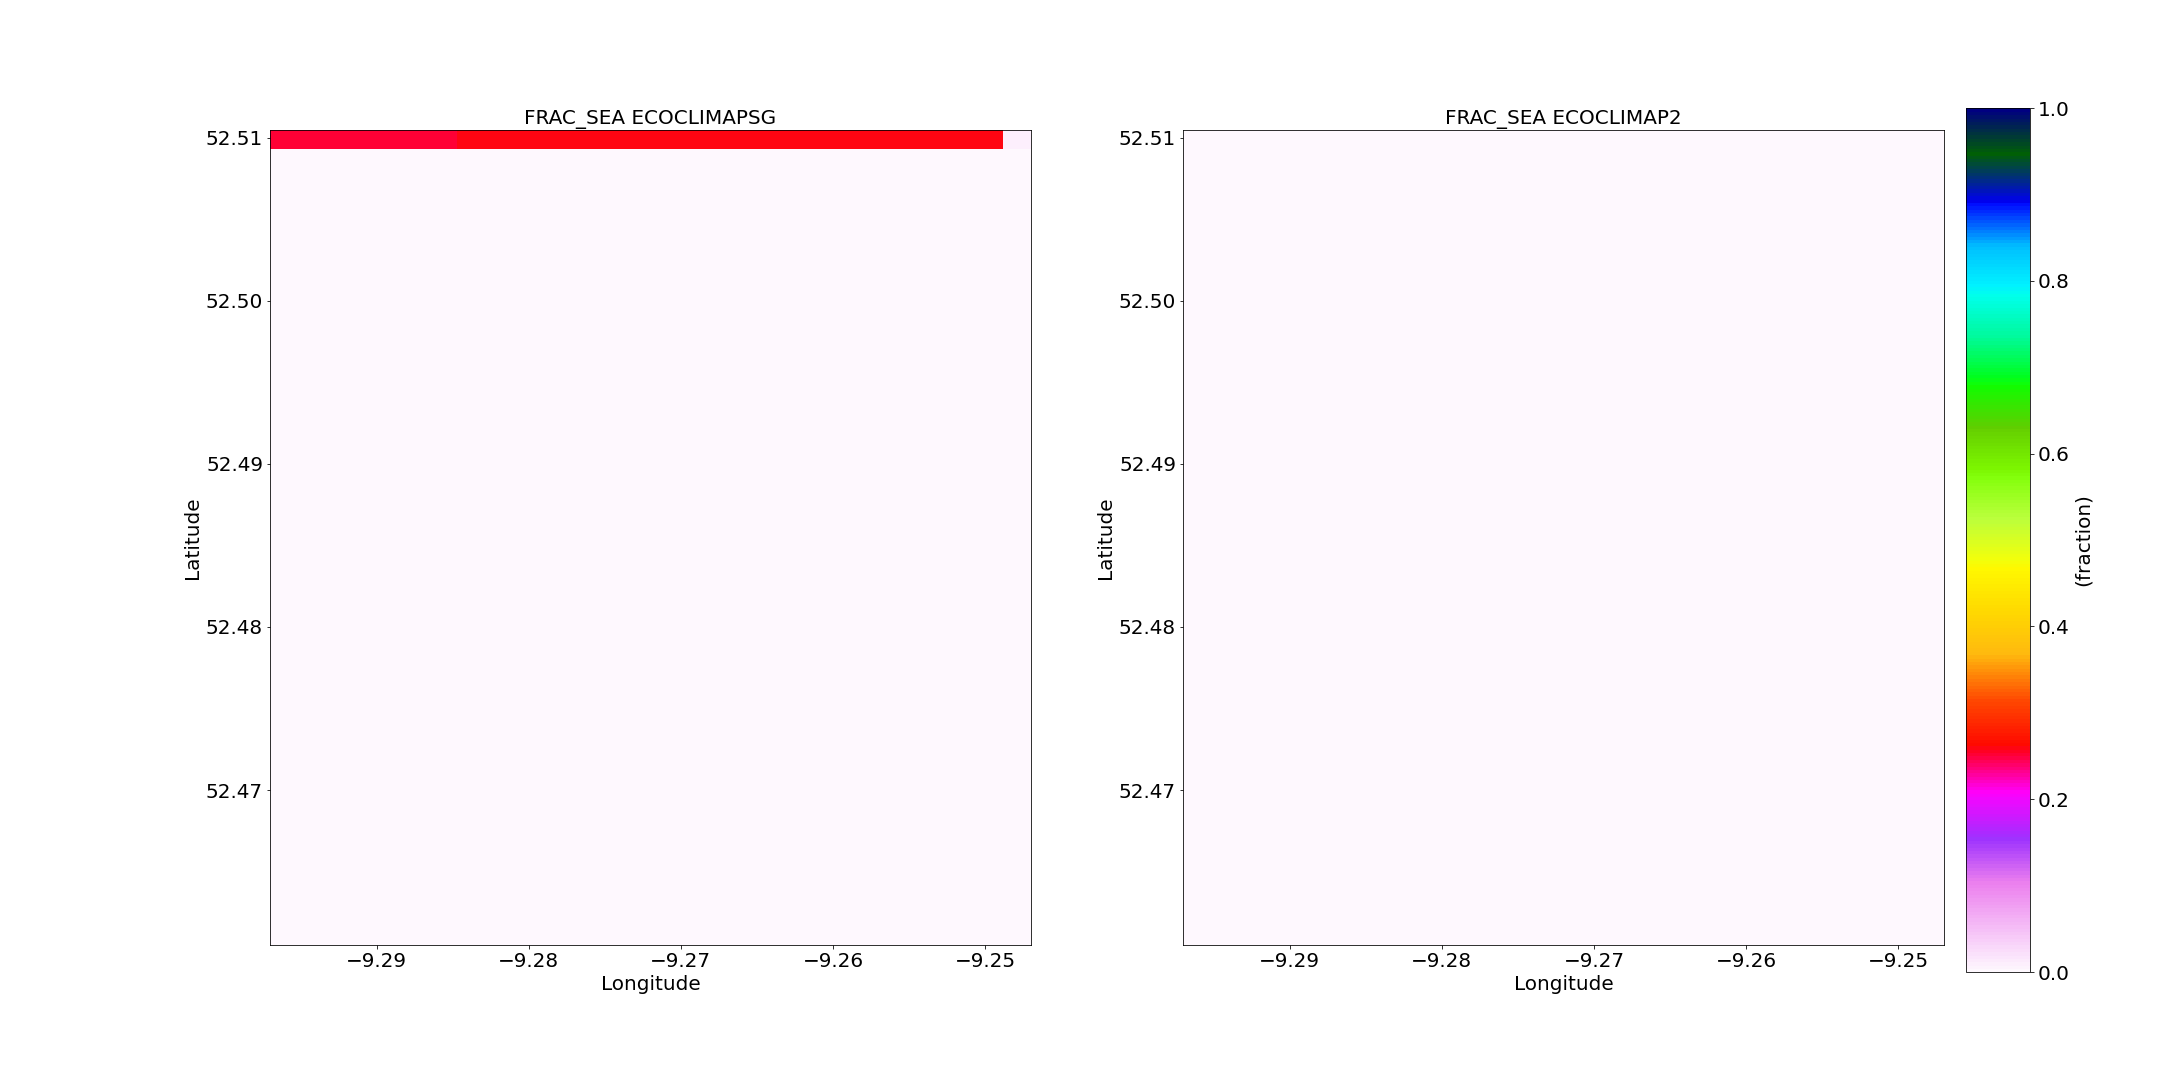 FRAC_SEA ECOCLIMAPSG
52.51
52.50
52.49
52.48
52.47
Latitude
−9.29 −9.28 −9.27 −9.26 −9.25
Longitude
FRAC_SEA ECOCLIMAP2
52.51
52.50
52.49
52.48
52.47
Latitude
−9.29 −9.28 −9.27 −9.26 −9.25
Longitude
1.0
0.8
0.6
0.4
0.2
0.0
(fraction)